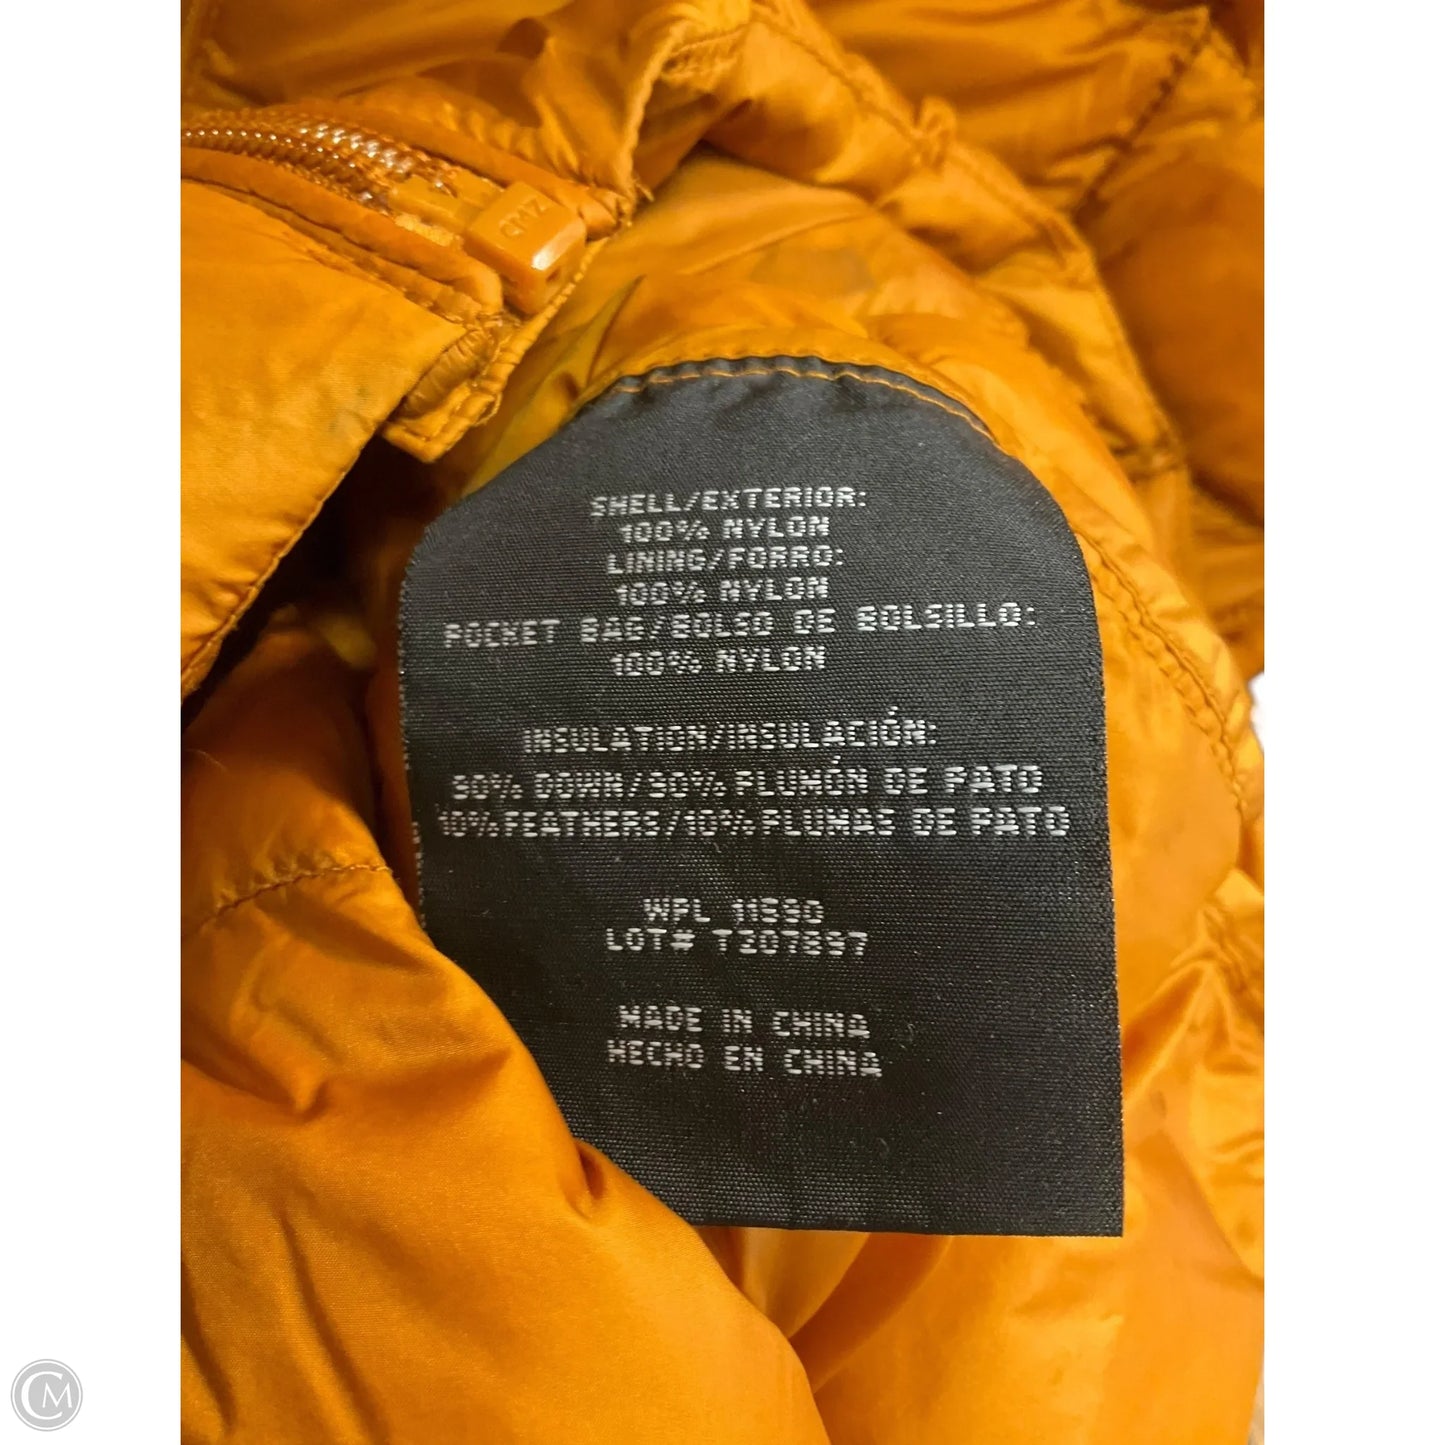 CMZ
SHELL/EXTERIOR:
100% NYLON
LINING/FORRO:
100% NYLON
POCKET BAG/BOLSO DE BOLSILLO:
100% NYLON
INSULATION/INSULACIÓN:
90% DOWN/90% PLUMÓN DE PATO
10% FEATHERS/10% PLUMAS DE PATO
WPL 11590
LOT# T207897
MADE IN CHINA
HECHO EN CHINA
CM